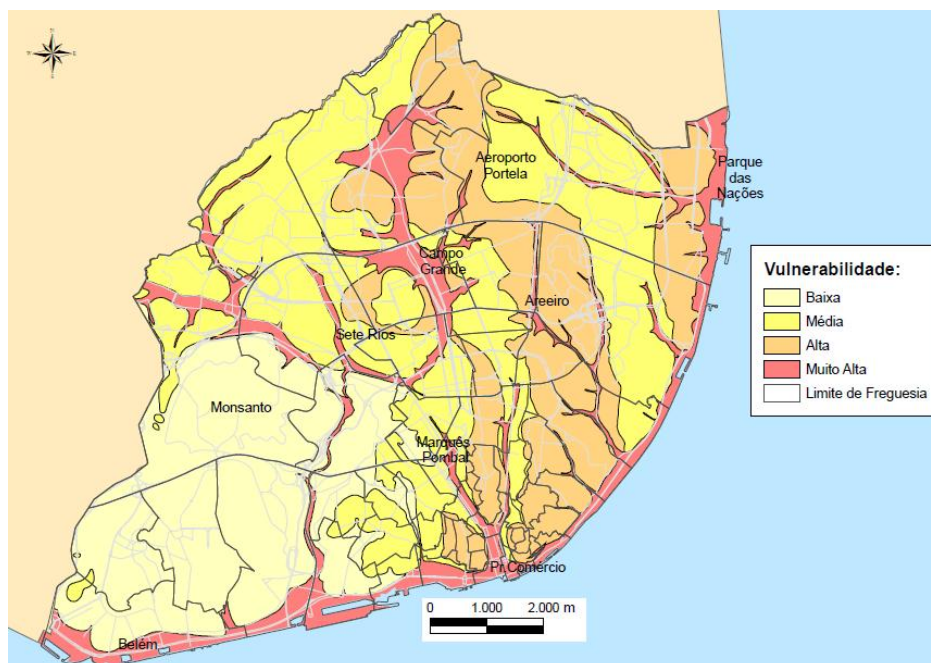 Aeroporto
Portela
Parque
das
Nações
Campo
Grande
Areeiro
Sete Rios
Monsanto
Marquês
Pombal
Pr.Comércio
Belém
0 1.000 2.000 m
Vulnerabilidade:
Baixa
Média
Alta
Muito Alta
Limite de Freguesia